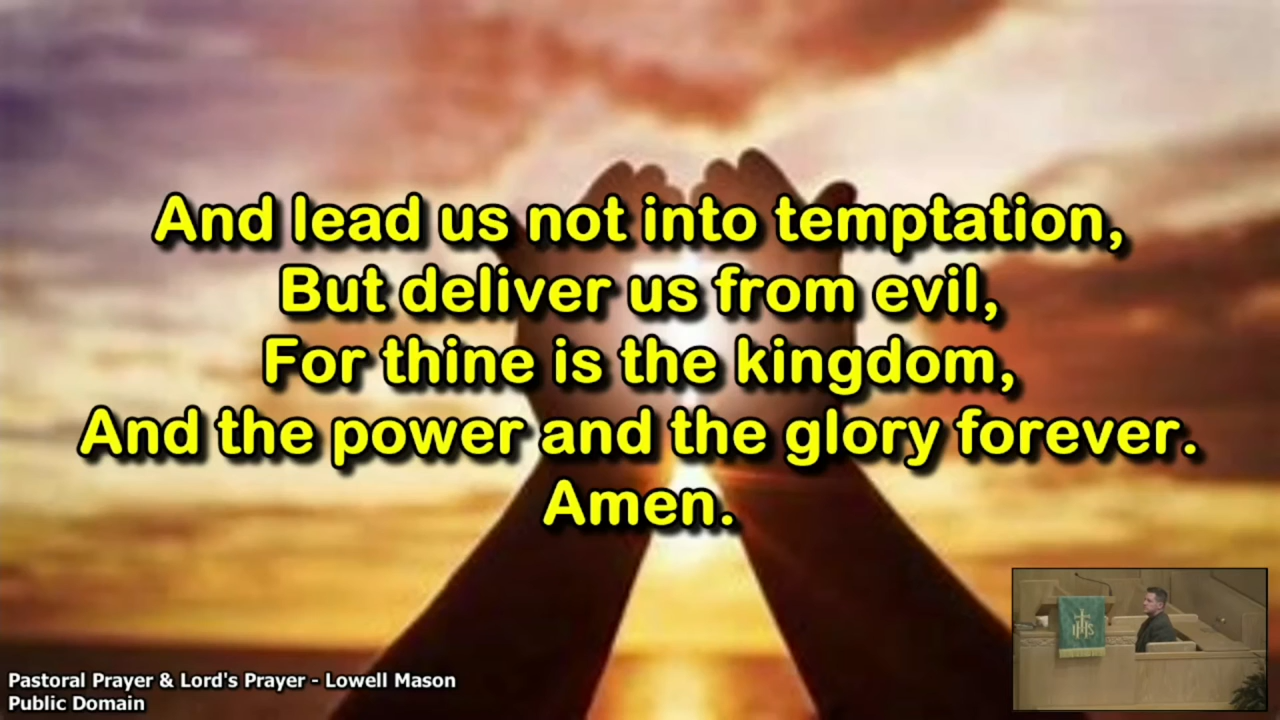 And lead us not into temptation,
But deliver us from evil,
For thine is the kingdom,
And the power and the glory forever.
Amen.
IHS
Pastoral Prayer & Lord's Prayer - Lowell Mason
Public Domain